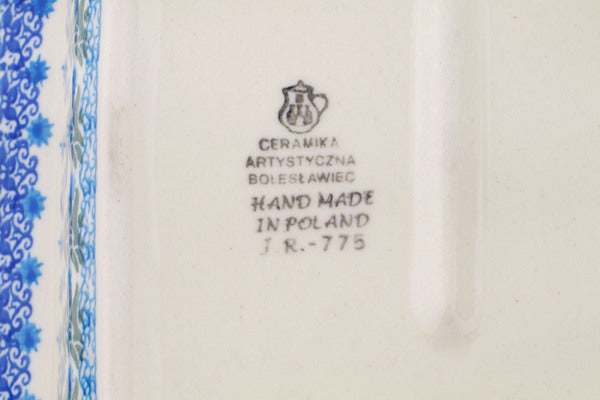 CERAMIKA
ARTYSTYCZNA
BOLESŁAWIEC
HAND MADE
IN POLAND
J.R.-775